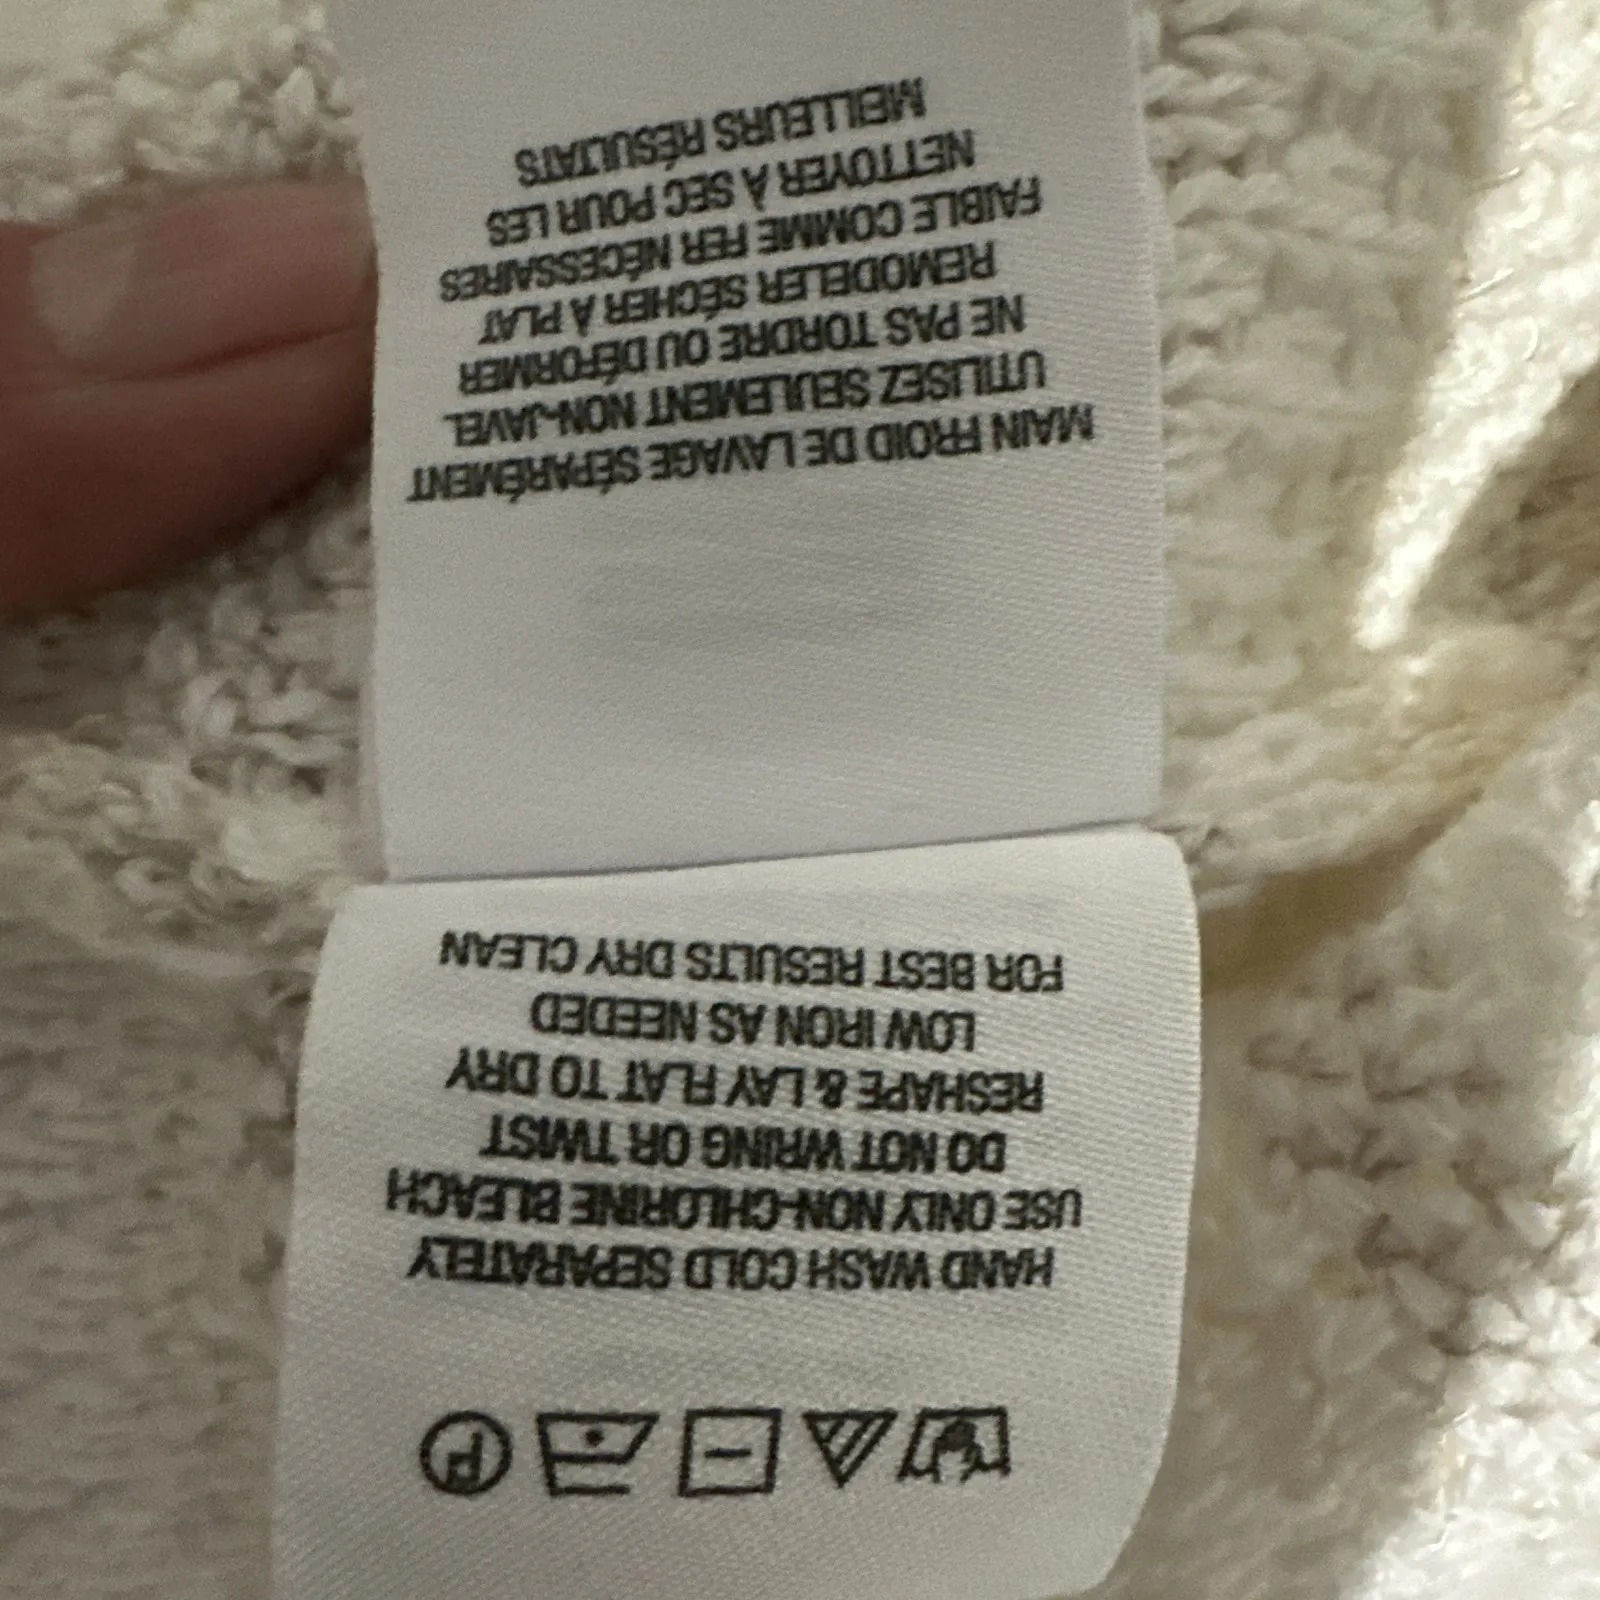 HAND WASH COLD SEPARATELY
USE ONLY NON-CHLORINE BLEACH
DO NOT WRING OR TWIST
RESHAPE & LAY FLAT TO DRY
LOW IRON AS NEEDED
FOR BEST RESULTS DRY CLEAN
MAIN FROID DE LAVAGE SÉPARÉMENT
UTILISEZ SEULEMENT NON-JAVEL
NE PAS TORDRE OU DÉFORMER
REMODELER SÉCHER À PLAT
FAIBLE COMME FER NÉCESSAIRES
NETTOYER À SEC POUR LES
MEILLEURS RÉSULTATS